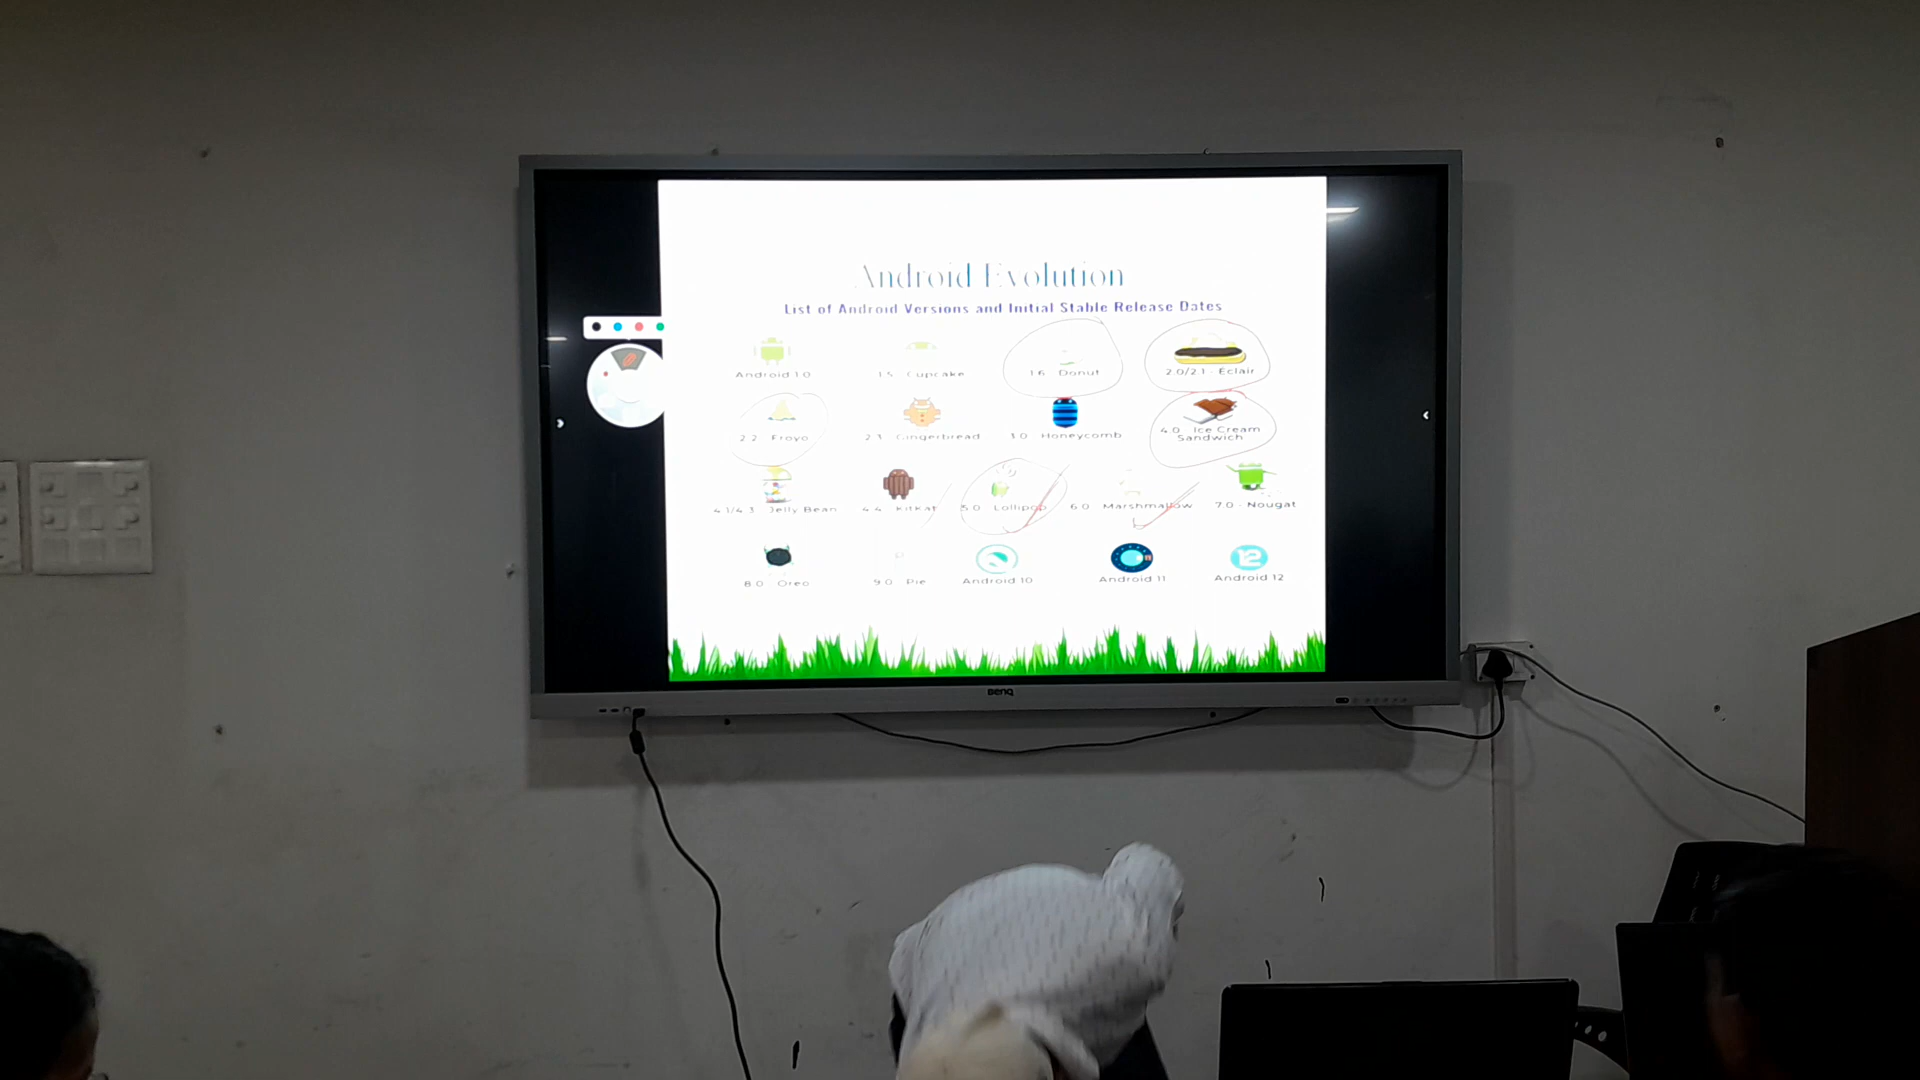 Android Evolution
List of Android Versions and Initial Stable Release Dates
Android 1.0
1.5 - Cupcake
1.6 - Donut
2.0/2.1 - Eclair
2.2 - Froyo
2.3 - Gingerbread
3.0 - Honeycomb
4.0 - Ice Cream
Sandwich
4.1/4.3 - Jelly Bean
4.4 - KitKat
5.0 - Lollipop
6.0 - Marshmallow
7.0 - Nougat
8.0 - Oreo
P
9.0 - Pie
Android 10
11
Android 11
12
Android 12
BenQ